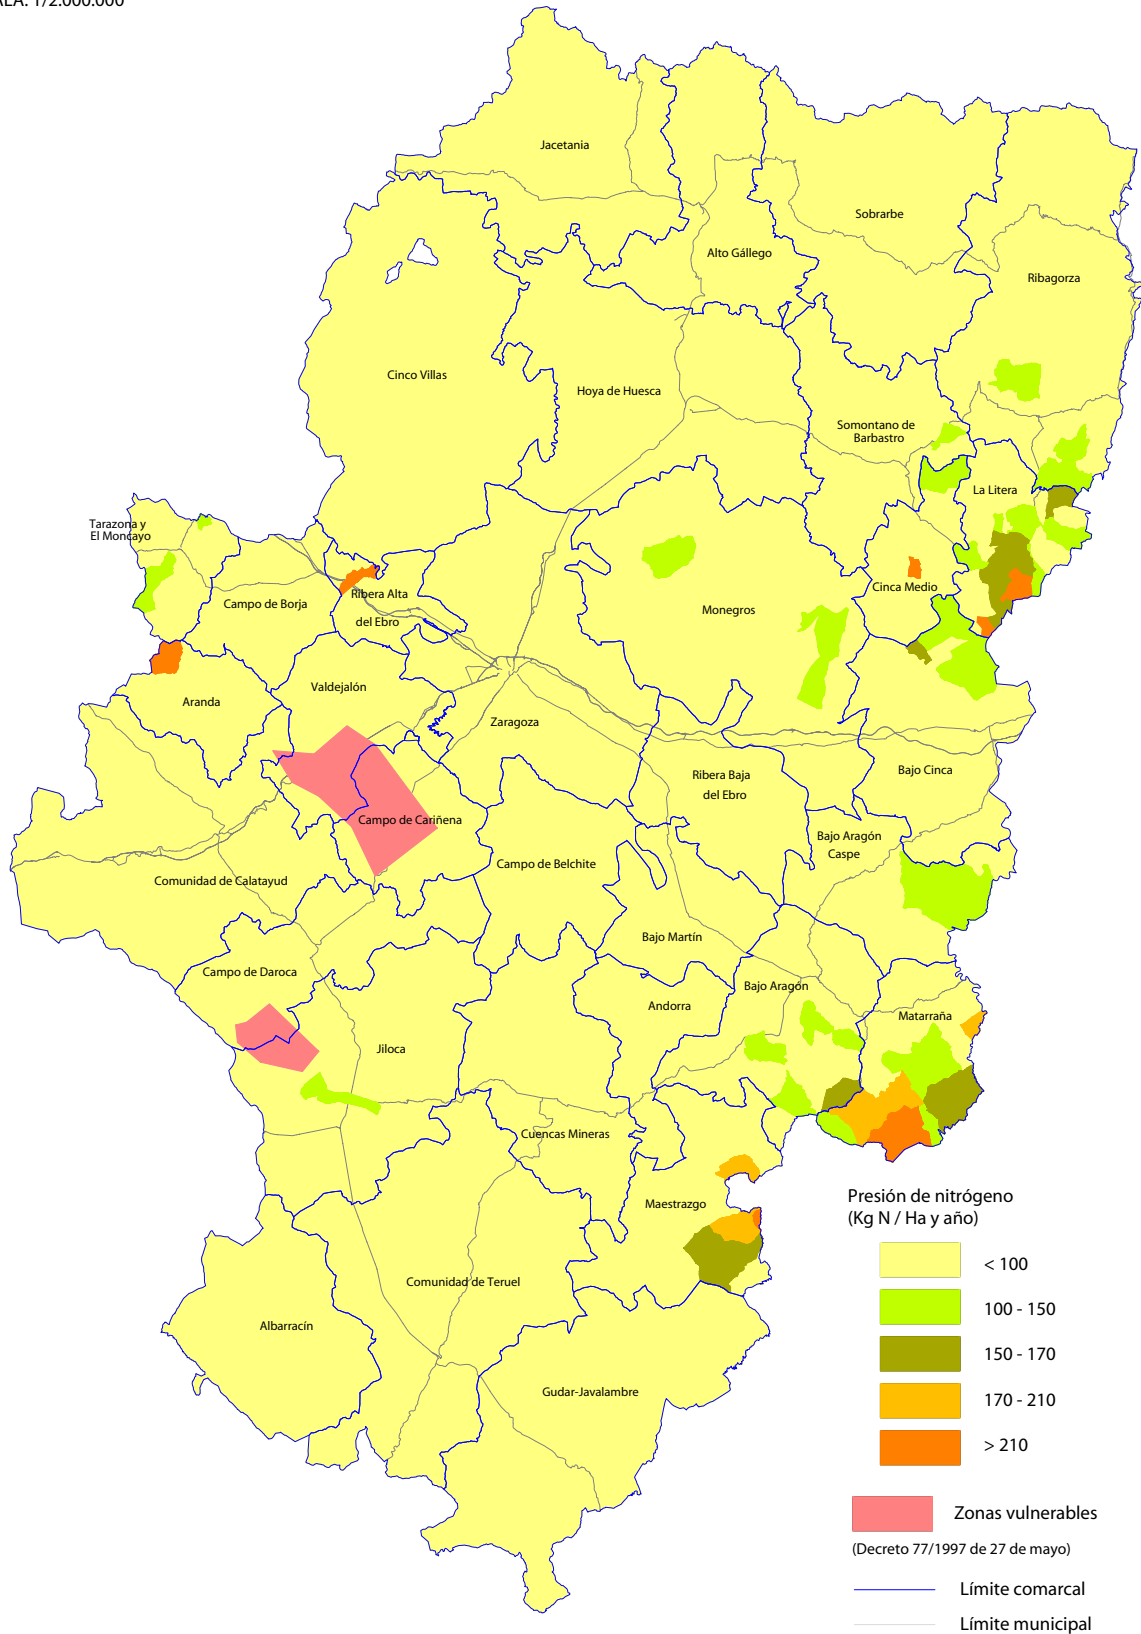 1/2.000.000
Jacetania
Sobrarbe
Alto Gállego
Ribagorza
Cinco Villas
Hoya de Huesca
Somontano de
Barbastro
La Litera
Tarazona y
El Moncayo
Cinca Medio
Ribera Alta
del Ebro
Campo de Borja
Monegros
Valdejalón
Aranda
Zaragoza
Ribera Baja
del Ebro
Bajo Cinca
Campo de Cariñena
Bajo Aragón
Caspe
Campo de Belchite
Comunidad de Calatayud
Bajo Martín
Campo de Daroca
Bajo Aragón
Andorra
Matarraña
Jiloca
Cuencas Mineras
Maestrazgo
Comunidad de Teruel
Albarracín
Gudar-Javalambre
Presión de nitrógeno
(Kg N / Ha y año)
< 100
100 - 150
150 - 170
170 - 210
> 210
Zonas vulnerables
(Decreto 77/1997 de 27 de mayo)
Límite comarcal
Límite municipal